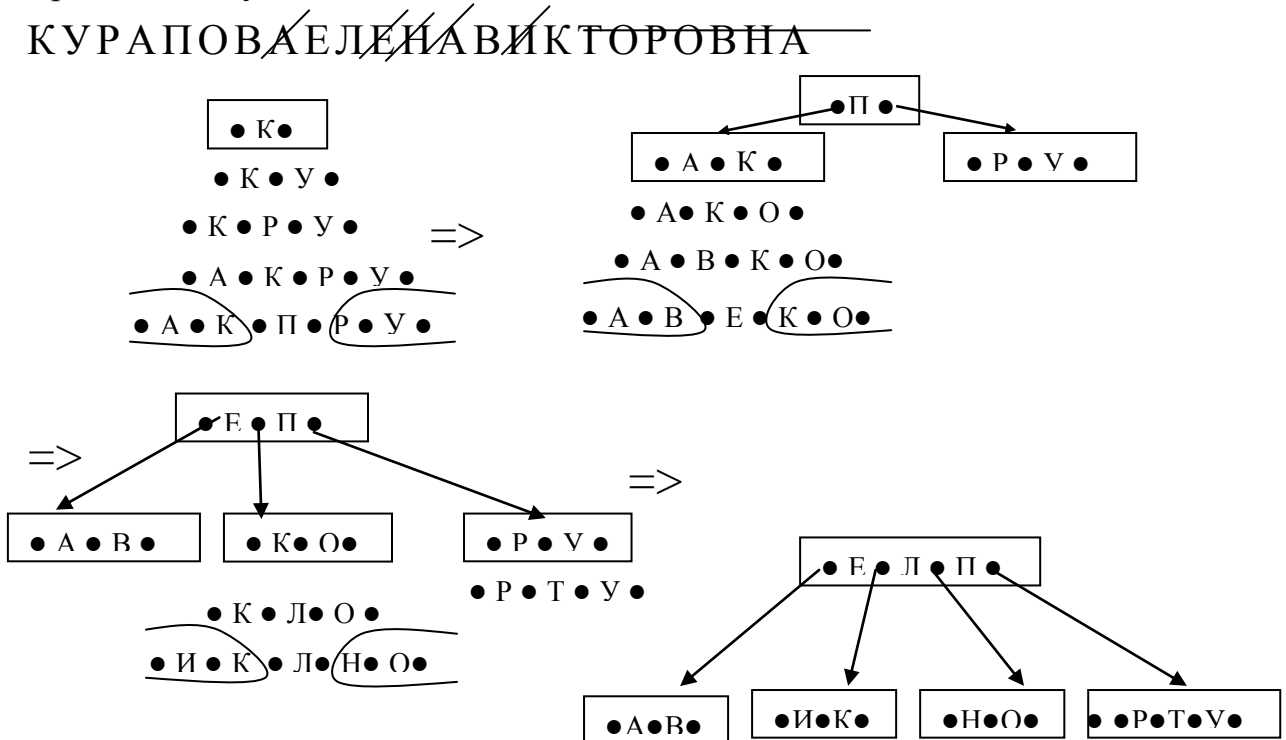 КУРАПОВАЕЛЕНАВИКТОРОВНА
● К●
● К ● У ●
● К ● Р ● У ●
● А ● К ● Р ● У ●
● А ● К ● П ● Р ● У ●
=>
●П ●
● А ● К ●
● Р ● У ●
● А● К ● О ●
● А ● В ● К ● О●
● А ● В ● Е ● К ● О●
=>
● Е ● П ●
● А ● В ●
● К● О●
● Р ● У ●
● Р ● Т ● У ●
● К ● Л● О ●
● И ● К ● Л● Н● О●
=>
● Е ● Л ● П ●
●А●В●
●И●К●
●Н●О●
● ●Р●Т●У●